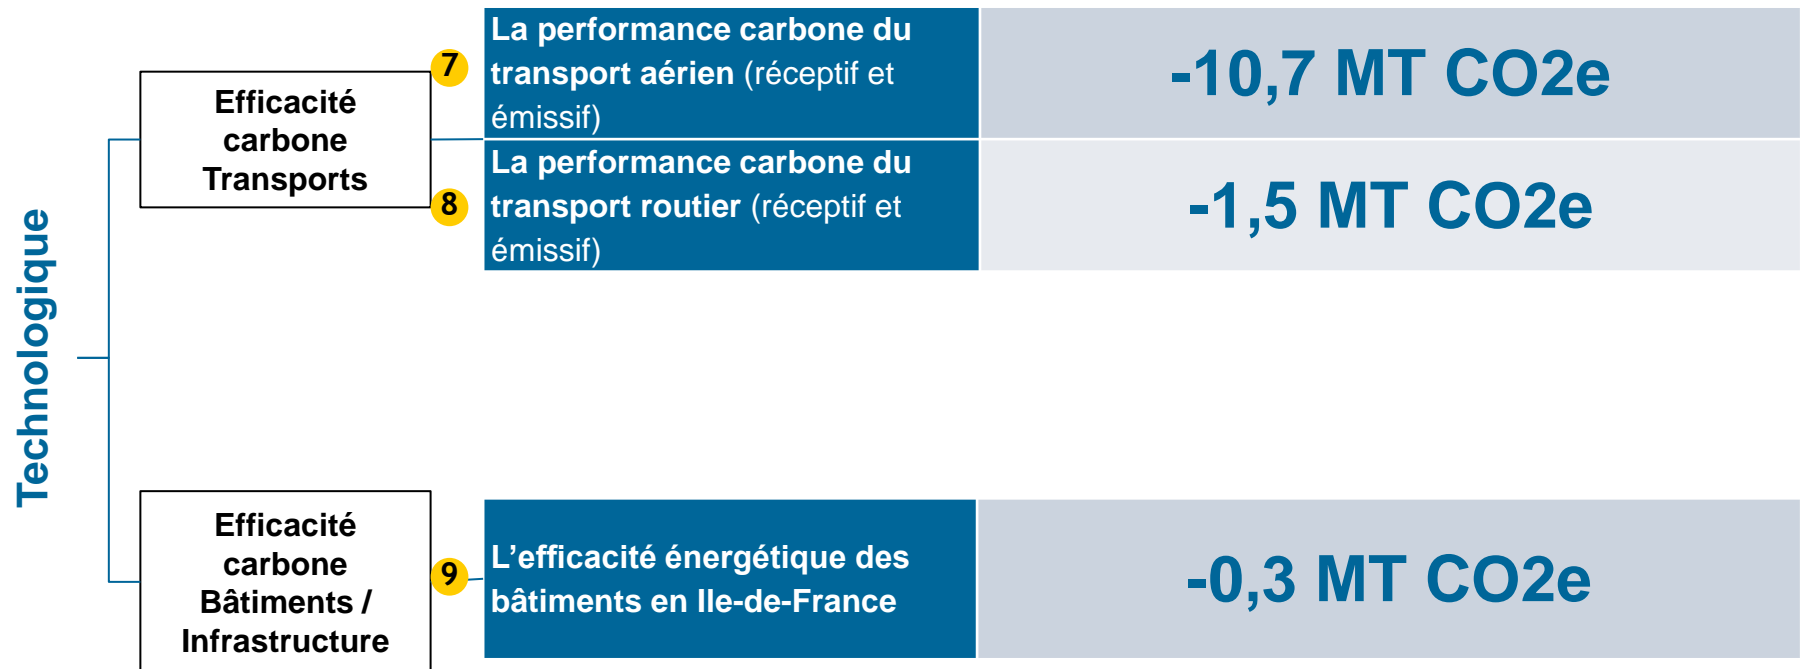 Technologique
Efficacité
carbone
Transports
7
La performance carbone du
transport aérien (réceptif et
émissif)
-10,7 MT CO2e
8
La performance carbone du
transport routier (réceptif et
émissif)
-1,5 MT CO2e
Efficacité
carbone
Bâtiments /
Infrastructure
9
L’efficacité énergétique des
bâtiments en Ile-de-France
-0,3 MT CO2e